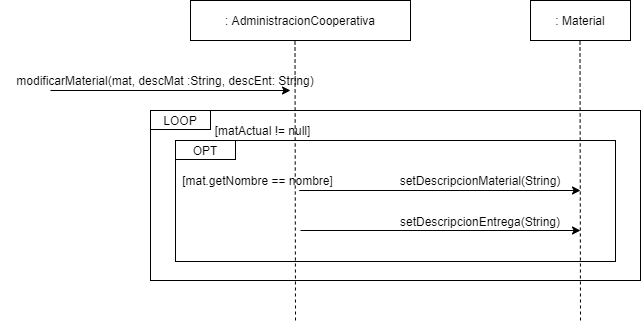 : AdministracionCooperativa
: Material
modificarMaterial(mat, descMat :String, descEnt: String)
LOOP
[matActual != null]
OPT
[mat.getNombre == nombre]
setDescripcionMaterial(String)
setDescripcionEntrega(String)